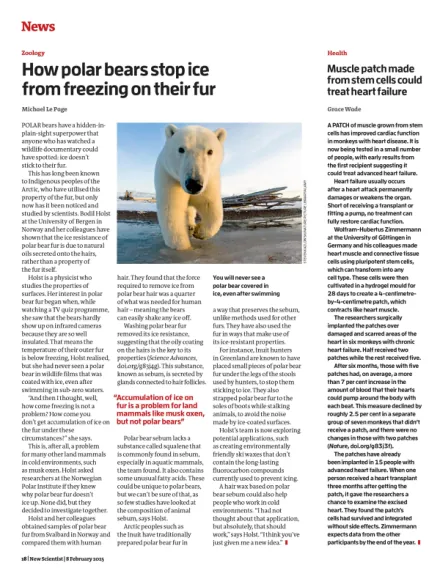 News
Zoology
How polar bears stop ice
from freezing on their fur
Michael Le Page
POLAR bears have a hidden-in-
plain-sight superpower that
anyone who has watched a
wildlife documentary could
have spotted: ice doesn't
stick to their fur.
This has long been known
to Indigenous peoples of the
Arctic, who have utilised this
property of the fur, but only
now has it been noticed and
studied by scientists. Bodil Holst
at the University of Bergen in
Norway and her colleagues have
shown that the ice resistance of
polar bear fur is due to natural
oils secreted onto the hairs,
rather than a property of
the fur itself.
Holst is a physicist who
studies the properties of
surfaces. Her interest in polar
bear fur began when, while
watching a TV quiz programme,
she saw that the bears hardly
show up on infrared cameras
because they are so well
insulated. That means the
temperature of their outer fur
is below freezing, Holst realised,
but she had never seen a polar
bear in wildlife films that was
coated with ice, even after
swimming in sub-zero waters.
"And then I thought, well,
how come freezing is not a
problem? How come you
don't get accumulation of ice on
the fur under these
circumstances?" she says.
This is, after all, a problem
for many other land mammals
in cold environments, such
as musk oxen. Holst asked
researchers at the Norwegian
Polar Institute if they knew
why polar bear fur doesn't
ice up. None did, but they
decided to investigate together.
Holst and her colleagues
obtained samples of polar bear
fur from Svalbard in Norway and
compared them with human
hair. They found that the force
required to remove ice from
polar bear hair was a quarter
of what was needed for human
hair – meaning the bears
can easily shake any ice off.
Washing polar bear fur
removed its ice resistance,
suggesting that the oily coating
on the hairs is the key to its
properties (Science Advances,
This substance,
known as sebum, is secreted by
glands connected to hair follicles.
"Accumulation of ice on
fur is a problem for land
mammals like musk oxen,
but not polar bears"
Polar bear sebum lacks a
substance called squalene that
is commonly found in sebum,
especially in aquatic mammals,
the team found. It also contains
some unusual fatty acids. These
could be unique to polar bears,
but we can't be sure of that, as
so few studies have looked at
the composition of animal
sebum, says Holst.
Arctic peoples such as
the Inuit have traditionally
prepared polar bear fur in
You will never see a
polar bear covered in
ice, even after swimming
a way that preserves the sebum,
unlike methods used for other
furs. They have also used the
fur in ways that make use of
its ice-resistant properties.
For instance, Inuit hunters
in Greenland are known to have
placed small pieces of polar bear
fur under the legs of the stools
used by hunters, to stop them
sticking to ice. They also
strapped polar bear fur to the
soles of boots while stalking
animals, to avoid the noise
made by ice-coated surfaces.
Holst's team is now exploring
potential applications, such
as creating environmentally
friendly ski waxes that don't
contain the long-lasting
fluorocarbon compounds
currently used to prevent icing.
A hair wax based on polar
bear sebum could also help
people who work in cold
environments. "I had not
thought about that application,
but absolutely, that should
work," says Holst. "I think you've
just given me a new idea."
Health
Muscle patch made
from stem cells could
treat heart failure
Grace Wade
A PATCH of muscle grown from stem
cells has improved cardiac function
in monkeys with heart disease. It is
now being tested in a small number
of people, with early results from
the first recipient suggesting it
could treat advanced heart failure.
Heart failure usually occurs
after a heart attack permanently
damages or weakens the organ.
Short of receiving a transplant or
fitting a pump, no treatment can
fully restore cardiac function.
Wolfram-Hubertus Zimmermann
at the University of Göttingen in
Germany and his colleagues made
heart muscle and connective tissue
cells using pluripotent stem cells,
which can transform into any
cell type. These cells were then
cultivated in a hydrogel mould for
28 days to create a 4-centimetre-
by-4-centimetre patch, which
contracts like heart muscle.
The researchers surgically
implanted the patches over
damaged and scarred areas of the
heart in six monkeys with chronic
heart failure. Half received two
patches while the rest received five.
After six months, those with five
patches had, on average, a more
than 7 per cent increase in the
amount of blood that their hearts
could pump around the body with
each beat. This measure declined by
roughly 2.5 per cent in a separate
group of seven monkeys that didn't
receive a patch, and there were no
changes in those with two patches
(Nature,
The patches have already
been implanted in 15 people with
advanced heart failure. When one
person received a heart transplant
three months after getting the
patch, it gave the researchers a
chance to examine the excised
heart. They found the patch's
cells had survived and integrated
without side effects. Zimmermann
expects data from the other
participants by the end of the year.
18 | New Scientist | 8 February 2025